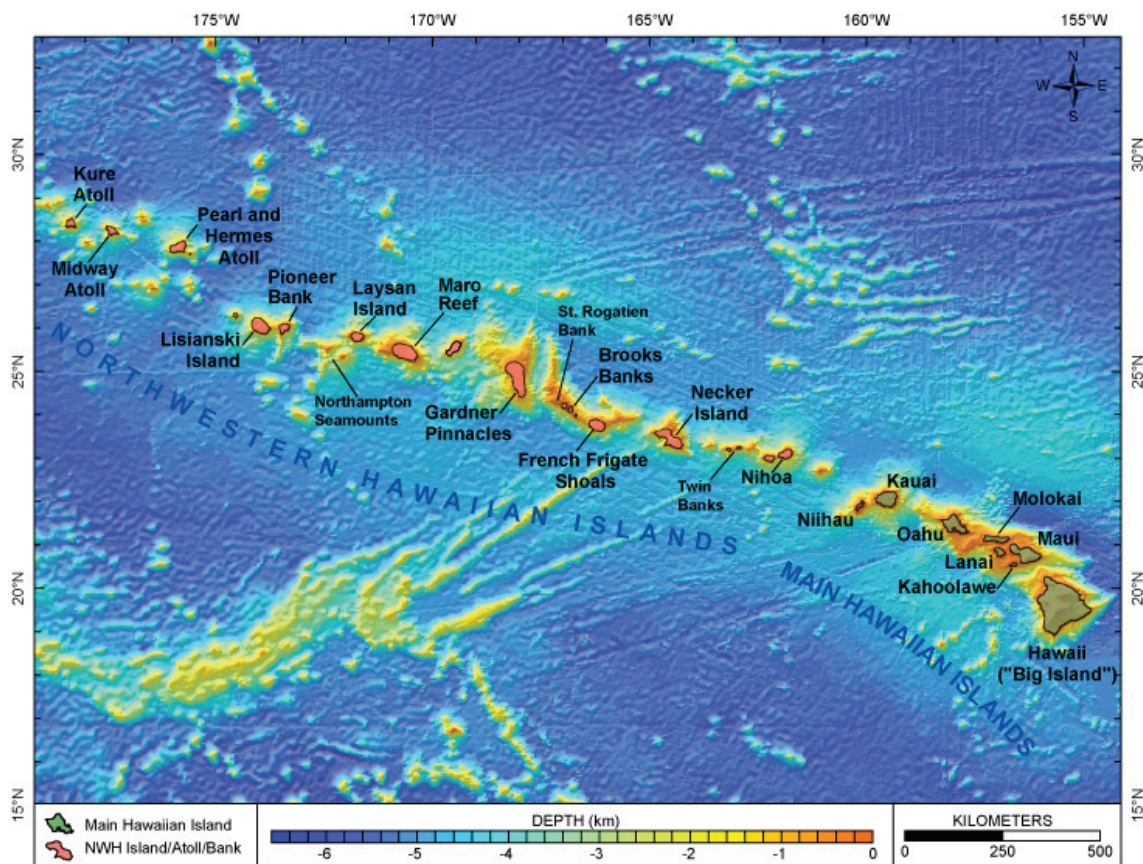 175°W
170°W
165°W
160°W
155°W
N
W
E
S
30°N
30°N
Kure
Atoll
Pearl and
Hermes
Atoll
Midway
Atoll
Pioneer
Bank
Laysan
Island
Maro
Reef
St. Rogatien
Bank
Brooks
Banks
Lisianski
Island
25°N
25°N
Northampton
Seamounts
Gardner
Pinnacles
Necker
Island
French Frigate
Shoals
Twin
Banks
Nihoa
NORTHWESTERN HAWAIIAN ISLANDS
Kauai
Molokai
Niihau
Oahu
Maui
Lanai
Kahoolawe
20°N
20°N
MAIN HAWAIIAN ISLANDS
Hawaii
("Big Island")
15°N
15°N
Main Hawaiian Island
NWH Island/Atoll/Bank
DEPTH (km)
-6
-5
-4
-3
-2
-1
0
KILOMETERS
0
250
500